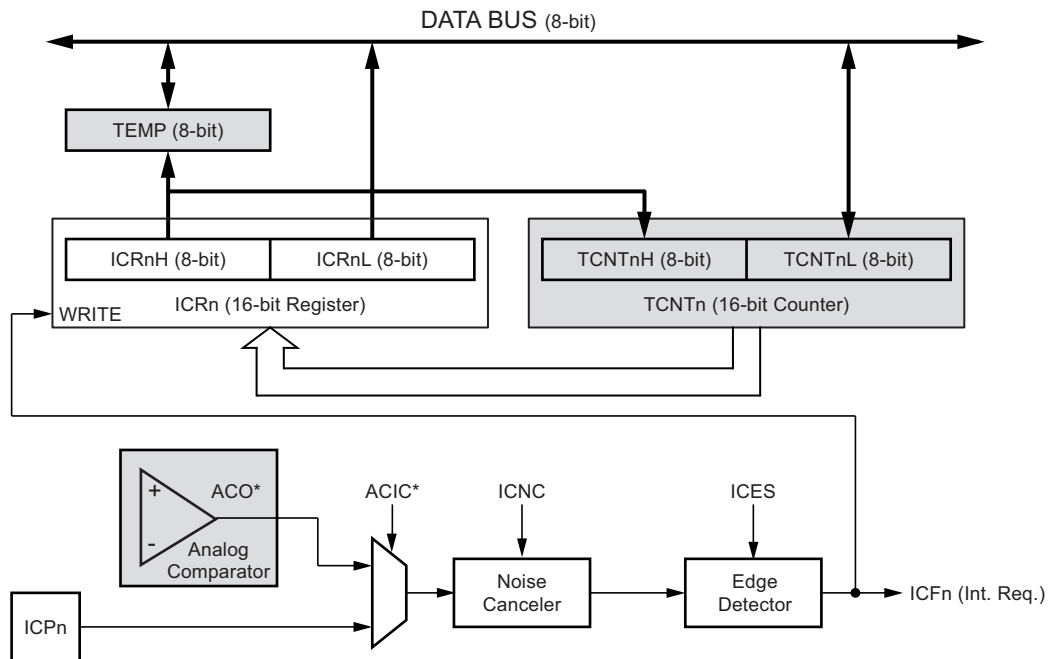 DATA BUS (8-bit)
TEMP (8-bit)
ICRnH (8-bit)
ICRnL (8-bit)
TCNTnH (8-bit)
TCNTnL (8-bit)
WRITE
ICRn (16-bit Register)
TCNTn (16-bit Counter)
+
-
ACO*
Analog
Comparator
ACIC*
ICNC
ICES
Noise
Canceler
Edge
Detector
ICFn (Int. Req.)
ICPn